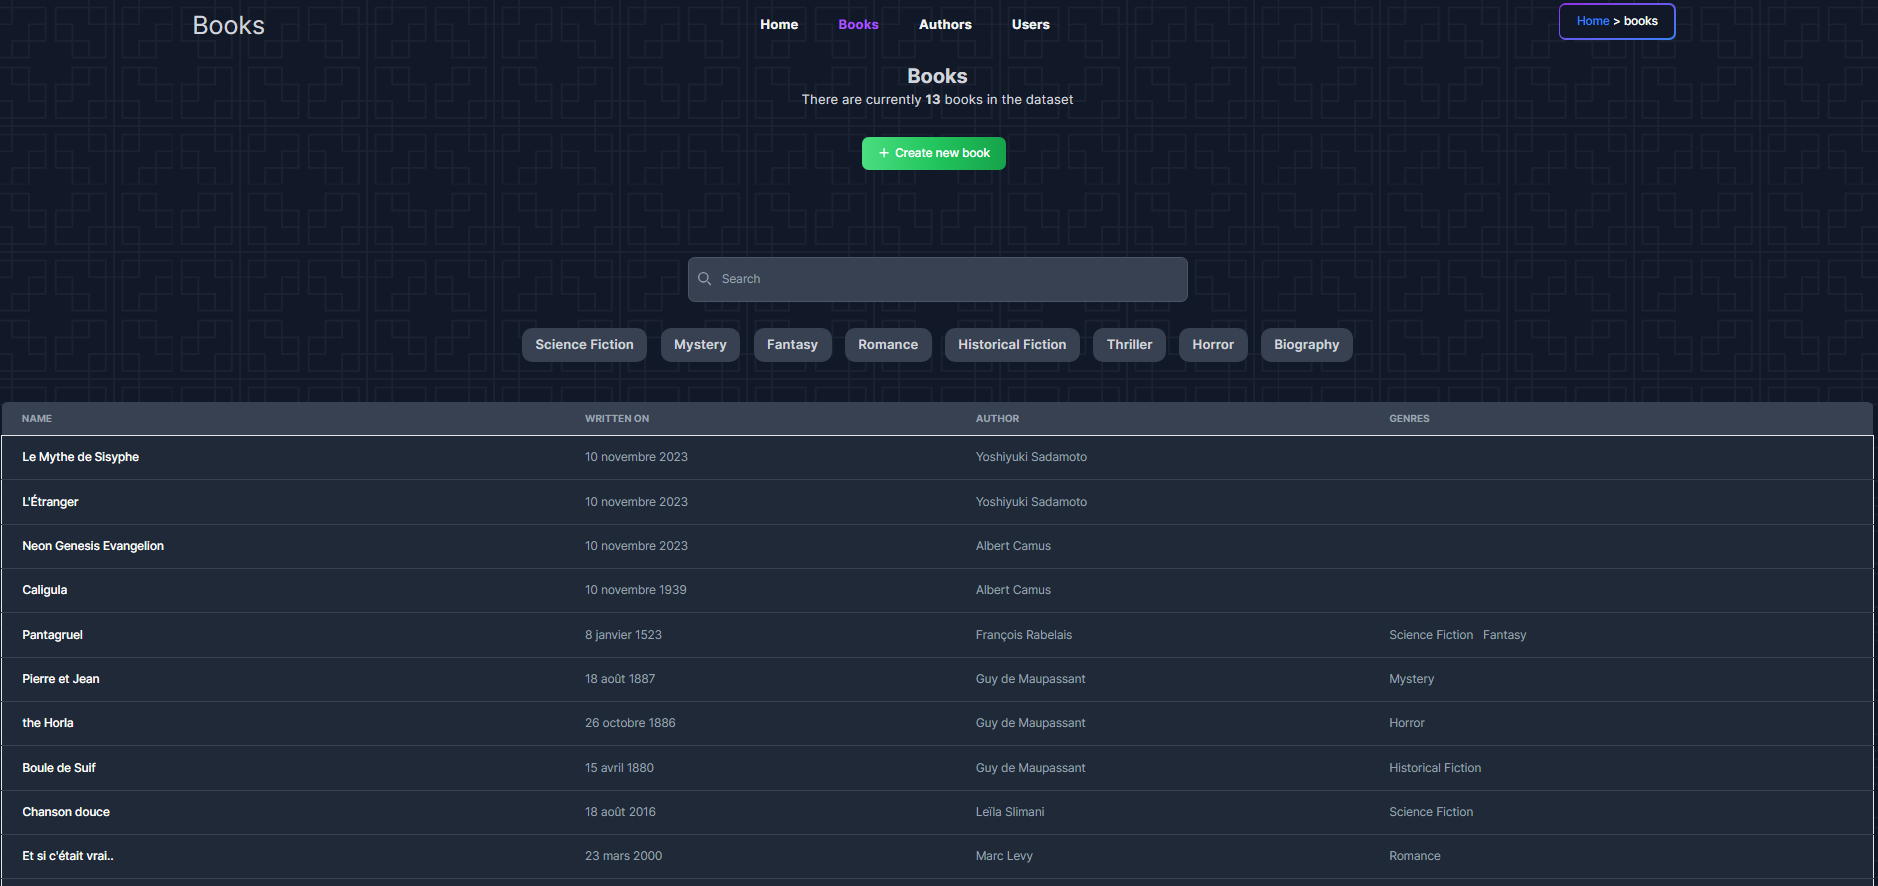 Books Home Books Authors Users Home > books
Books
There are currently 13 books in the dataset
+ Create new book
Search
Science Fiction Mystery Fantasy Romance Historical Fiction Thriller Horror Biography
NAME WRITTEN ON AUTHOR GENRES
Le Mythe de Sisyphe 10 novembre 2023 Yoshiyuki Sadamoto
L'Étranger 10 novembre 2023 Yoshiyuki Sadamoto
Neon Genesis Evangelion 10 novembre 2023 Albert Camus
Caligula 10 novembre 1939 Albert Camus
Pantagruel 8 janvier 1523 François Rabelais Science Fiction Fantasy
Pierre et Jean 18 août 1887 Guy de Maupassant Mystery
the Horla 26 octobre 1886 Guy de Maupassant Horror
Boule de Suif 15 avril 1880 Guy de Maupassant Historical Fiction
Chanson douce 18 août 2016 Leïla Slimani Science Fiction
Et si c'était vrai.. 23 mars 2000 Marc Levy Romance